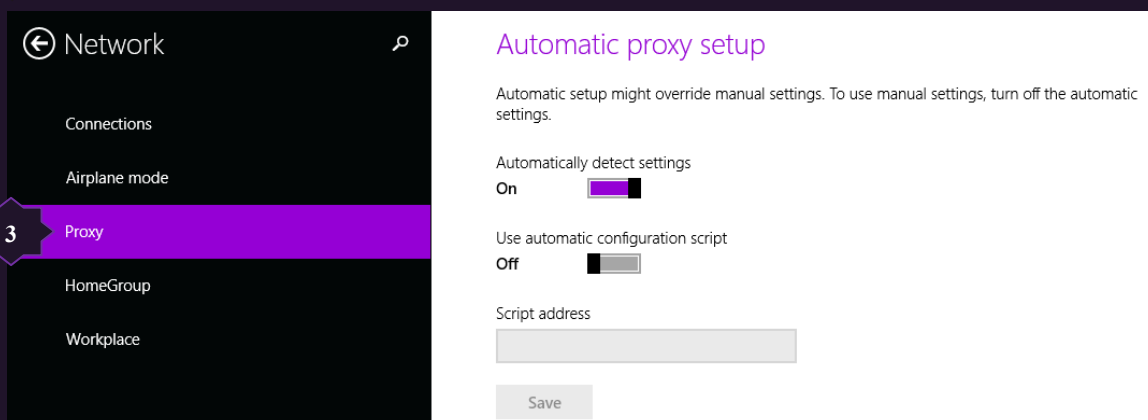 Network
Connections
Airplane mode
3
Proxy
HomeGroup
Workplace
Automatic proxy setup
Automatic setup might override manual settings. To use manual settings, turn off the automatic
settings.
Automatically detect settings
On
Use automatic configuration script
Off
Script address
Save